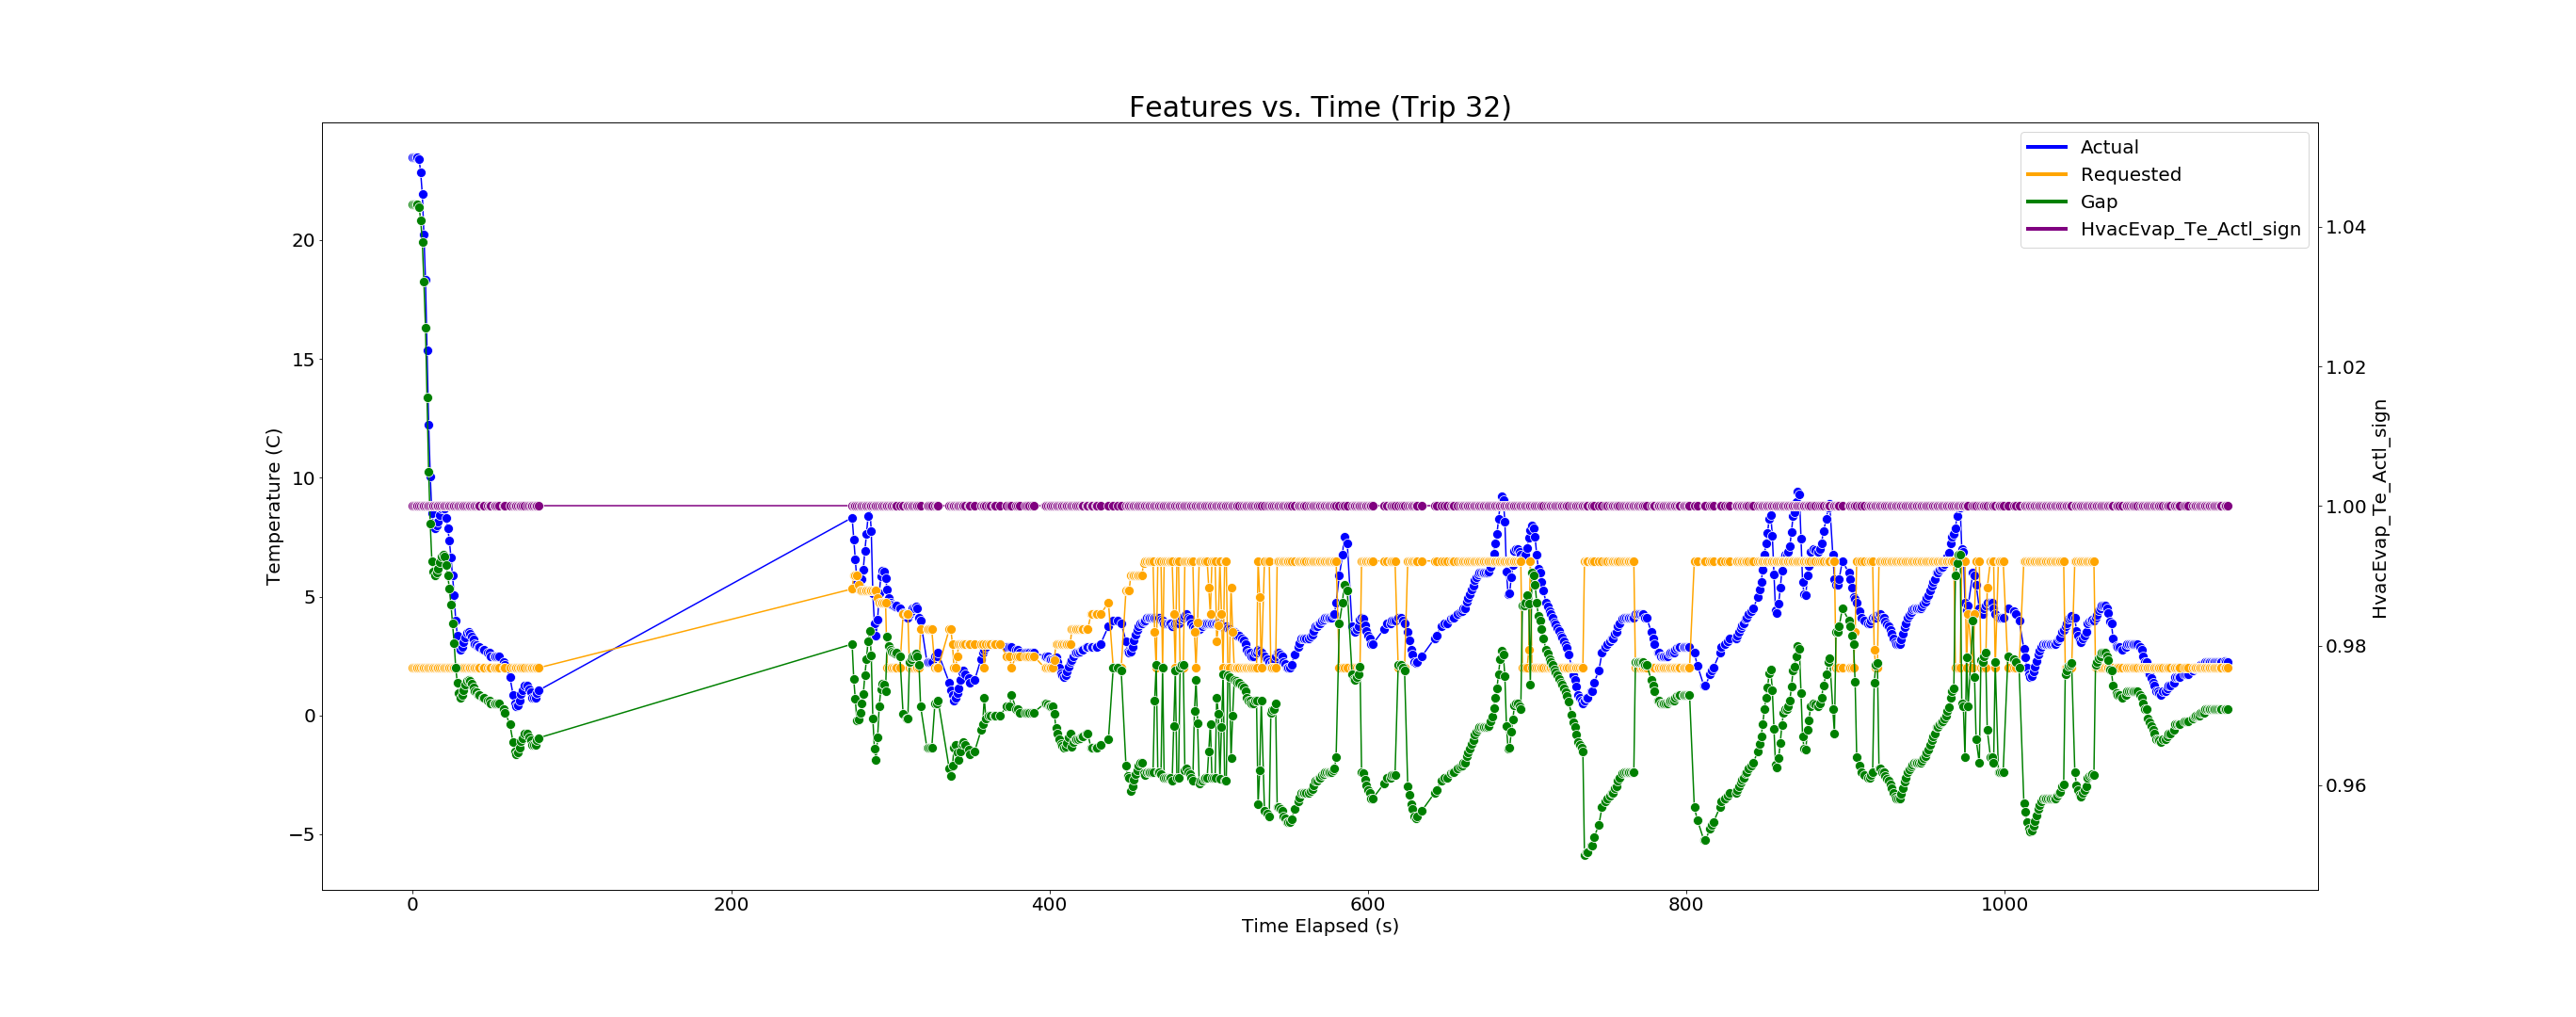 Features vs. Time (Trip 32)
Actual
Requested
Gap
HvacEvap_Te_Actl_sign
20
15
10
5
0
−5
Temperature (C)
1.04
1.02
1.00
0.98
0.96
HvacEvap_Te_Actl_sign
0
200
400
600
800
1000
Time Elapsed (s)